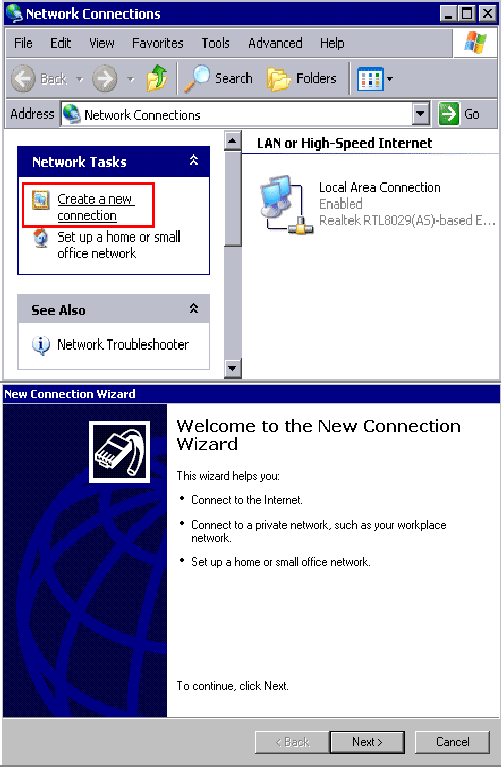 Network Connections
File Edit View Favorites Tools Advanced Help
Back Search Folders
Address Network Connections Go
Network Tasks
Create a new
connection
Set up a home or small
office network
See Also
Network Troubleshooter
LAN or High-Speed Internet
Local Area Connection
Enabled
Realtek RTL8029(AS)-based E...
New Connection Wizard
Welcome to the New Connection
Wizard
This wizard helps you:
• Connect to the Internet.
• Connect to a private network, such as your workplace
network.
• Set up a home or small office network.
To continue, click Next.
< Back Next > Cancel